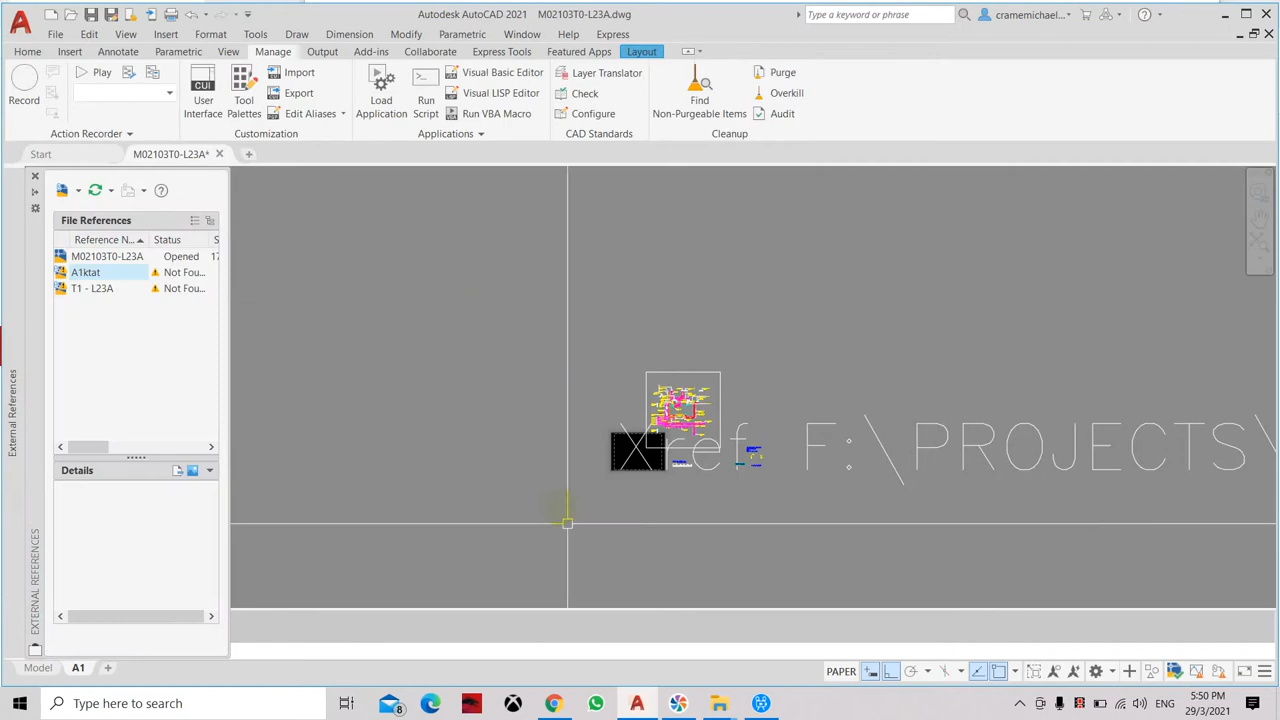 Autodesk AutoCAD 2021 M02103T0-L23A.dwg
Type a keyword or phrase
cramemichael...
File Edit View Insert Format Tools Draw Dimension Modify Parametric Window Help Express
Home Insert Annotate Parametric View Manage Output Add-ins Collaborate Express Tools Featured Apps Layout
Record
Play
Action Recorder
CUI
User
Interface
Tool
Palettes
Import
Export
Edit Aliases
Customization
Load
Application
Run
Script
Visual Basic Editor
Visual LISP Editor
Run VBA Macro
Applications
Layer Translator
Check
Configure
CAD Standards
Find
Non-Purgeable Items
Purge
Overkill
Audit
Cleanup
Start M02103T0-L23A*
File References
Reference N... Status S
M02103T0-L23A Opened 17
A1ktat Not Fou...
T1 - L23A Not Fou...
Details
External References
EXTERNAL REFERENCES
Xref F:\PROJECTS\
Model A1
PAPER
Type here to search
8
ENG
5:50 PM
29/3/2021